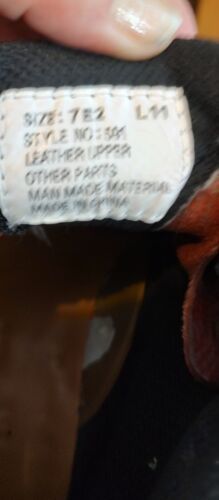 SIZE: 7E2 L11
STYLE NO: 591
LEATHER UPPER
OTHER PARTS
MAN MADE MATERIAL
MADE IN CHINA